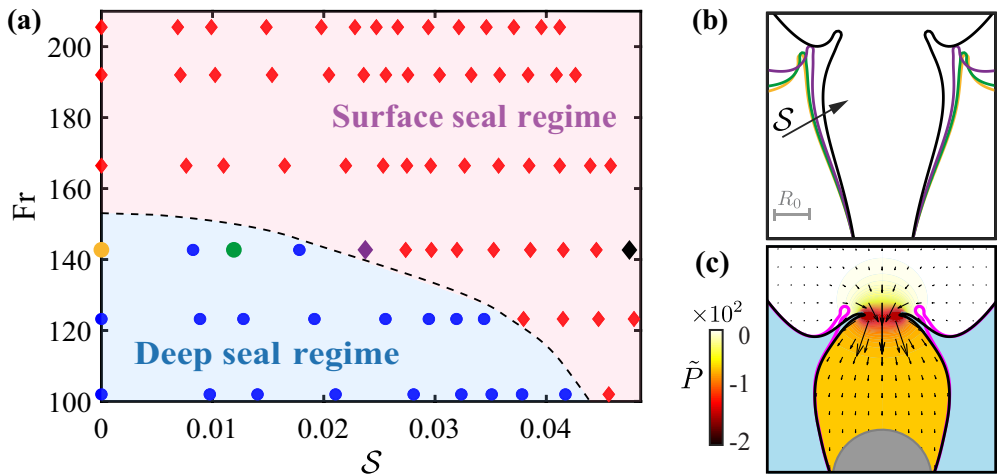 (a)
200
180
160
140
120
100
Fr
Surface seal regime
Deep seal regime
0
0.01
0.02
0.03
0.04
S
(b)
S
R₀
(c)
×10²
0
-1
-2
P̃